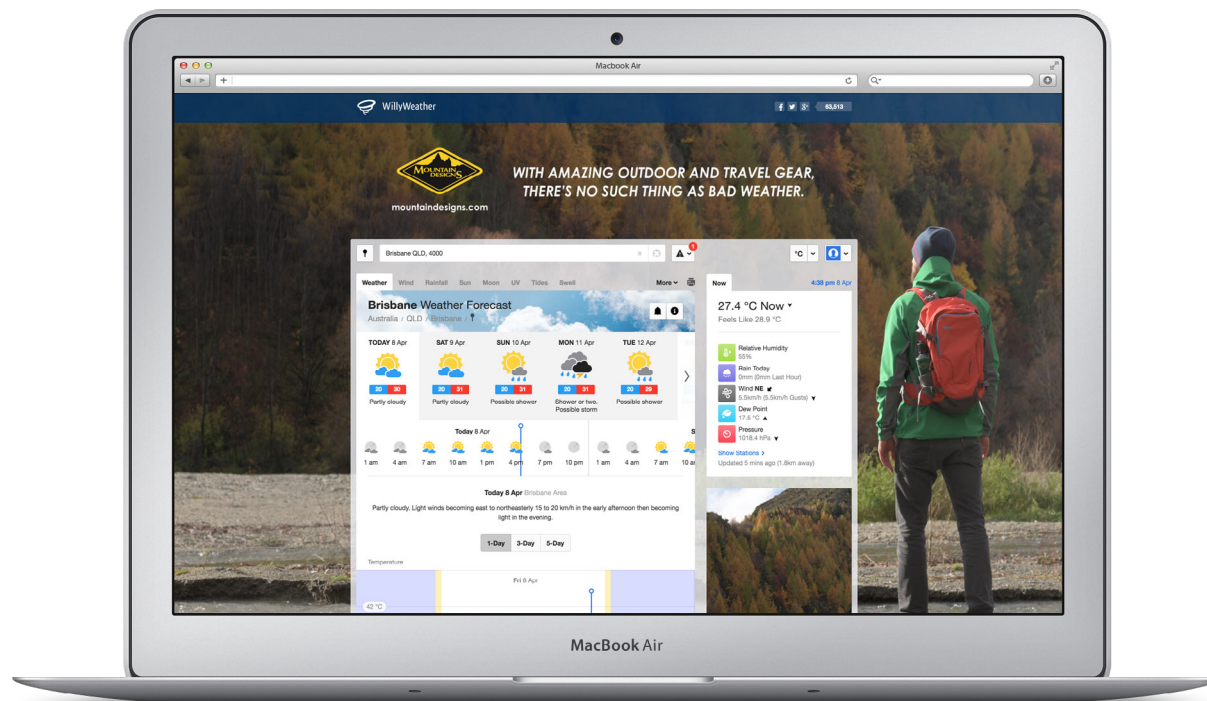 Macbook Air
WillyWeather
63,513
MOUNTAIN
DESIGNS
mountaindesigns.com
WITH AMAZING OUTDOOR AND TRAVEL GEAR,
THERE'S NO SUCH THING AS BAD WEATHER.
Brisbane QLD, 4000
1
°C
Weather Wind Rainfall Sun Moon UV Tides Swell More
Brisbane Weather Forecast
Australia / QLD / Brisbane /
TODAY 8 Apr SAT 9 Apr SUN 10 Apr MON 11 Apr TUE 12 Apr
20 30 20 31 20 31 20 31 20 29
Partly cloudy Partly cloudy Possible shower Shower or two. Possible shower
Possible storm
Today 8 Apr S
1 am 4 am 7 am 10 am 1 pm 4 pm 7 pm 10 pm 1 am 4 am 7 am 10 a
Today 8 Apr Brisbane Area
Partly cloudy. Light winds becoming east to northeasterly 15 to 20 km/h in the early afternoon then becoming
light in the evening.
1-Day 3-Day 5-Day
Temperature
Fri 8 Apr
42 °C
Now 4:38 pm 8 Apr
27.4 °C Now
Feels Like 28.9 °C
Relative Humidity
55%
Rain Today
0mm (0mm Last Hour)
Wind NE
5.5km/h (5.5km/h Gusts)
Dew Point
17.6 °C
Pressure
1018.4 hPa
Show Stations >
Updated 5 mins ago (1.8km away)
MacBook Air